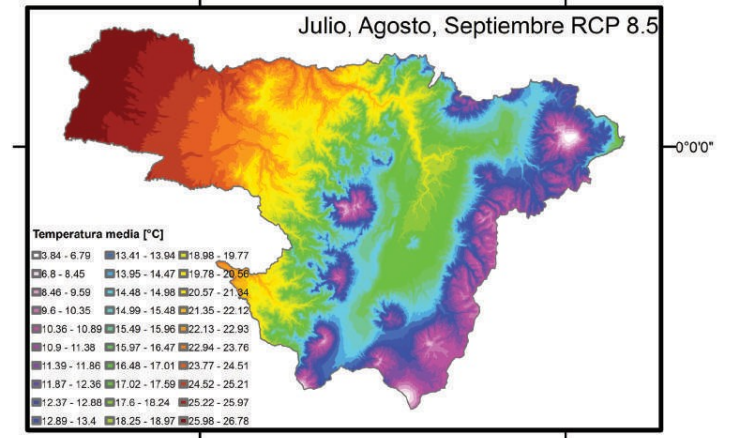 Julio, Agosto, Septiembre RCP 8.5
0°0'0"
Temperatura media [°C]
3.84 - 6.79 13.41 - 13.94 18.98 - 19.77
6.8 - 8.45 13.95 - 14.47 19.78 - 20.56
8.46 - 9.59 14.48 - 14.98 20.57 - 21.34
9.6 - 10.35 14.99 - 15.48 21.35 - 22.12
10.36 - 10.89 15.49 - 15.96 22.13 - 22.93
10.9 - 11.38 15.97 - 16.47 22.94 - 23.76
11.39 - 11.86 16.48 - 17.01 23.77 - 24.51
11.87 - 12.36 17.02 - 17.59 24.52 - 25.21
12.37 - 12.88 17.6 - 18.24 25.22 - 25.97
12.89 - 13.4 18.25 - 18.97 25.98 - 26.78